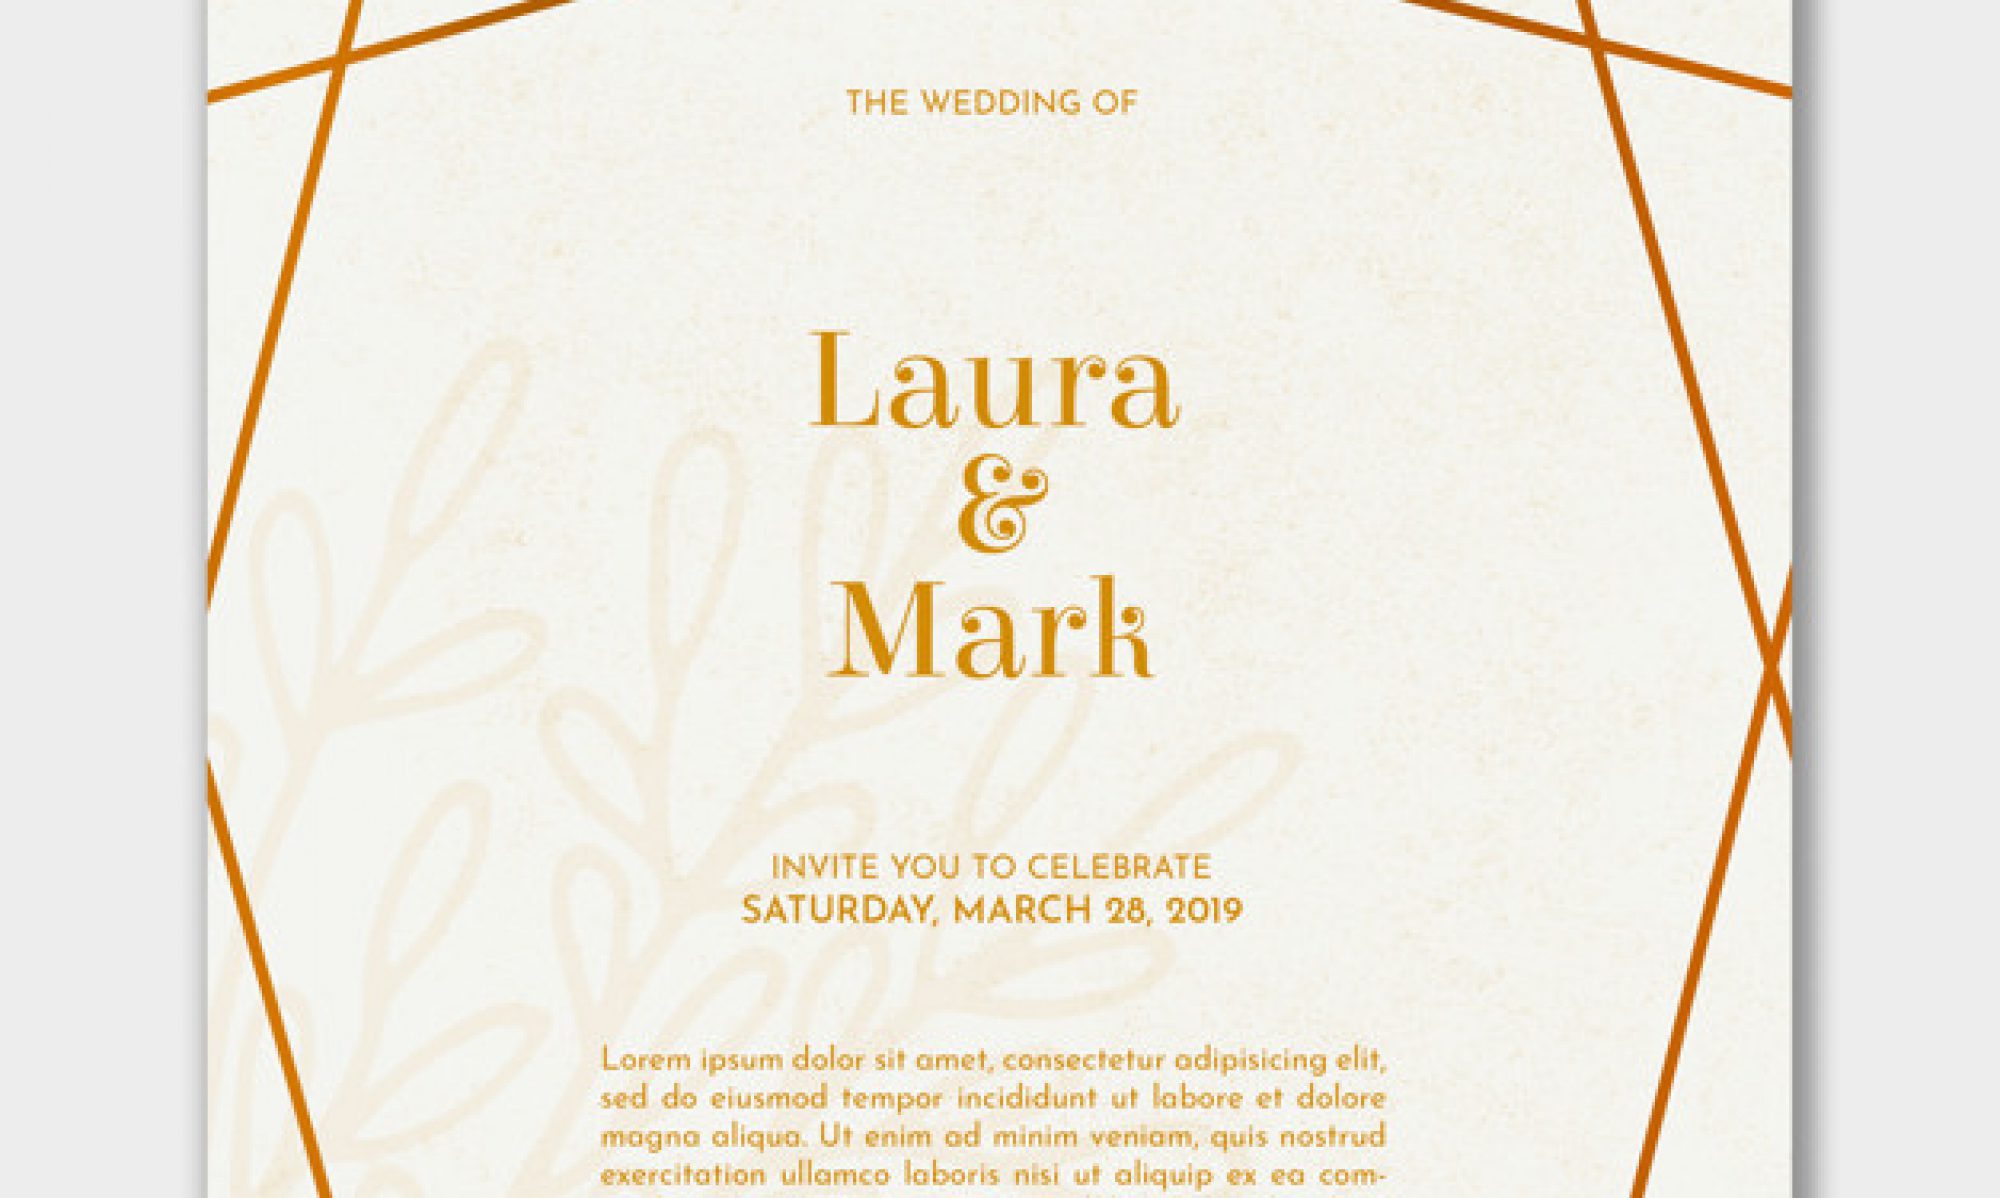 THE WEDDING OF
Laura
&
Mark
INVITE YOU TO CELEBRATE
SATURDAY, MARCH 28, 2019
Lorem ipsum dolor sit amet, consectetur adipisicing elit,
sed do eiusmod tempor incididunt ut labore et dolore
magna aliqua. Ut enim ad minim veniam, quis nostrud
exercitation ullamco laboris nisi ut aliquip ex ea com-